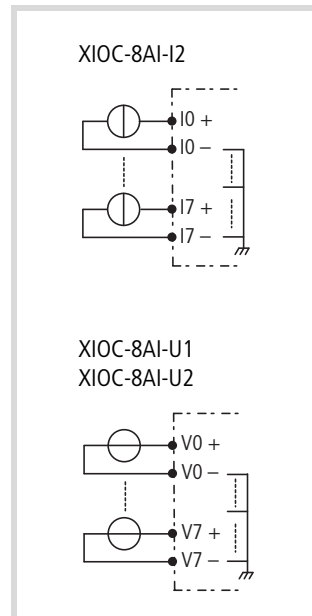 XIOC-8AI-I2
I0 +
I0 –
I7 +
I7 –
XIOC-8AI-U1
XIOC-8AI-U2
V0 +
V0 –
V7 +
V7 –